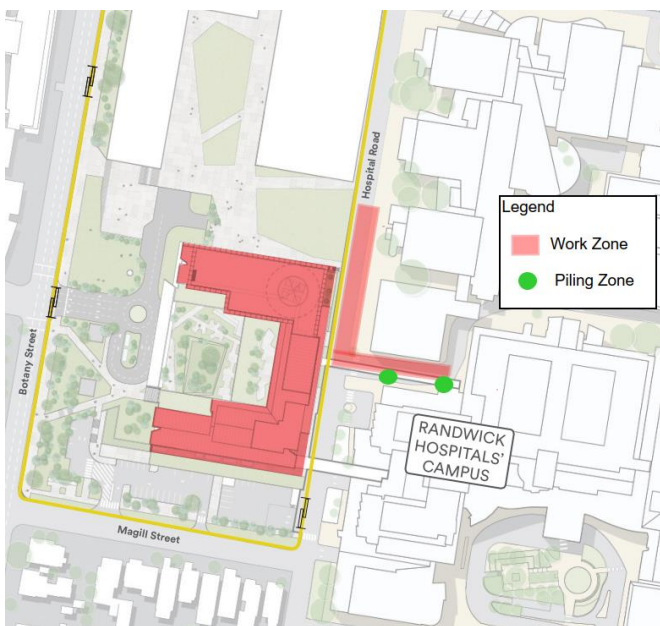 Hospital Road
Legend
Work Zone
Piling Zone
Botany Street
RANDWICK
HOSPITALS'
CAMPUS
Magill Street